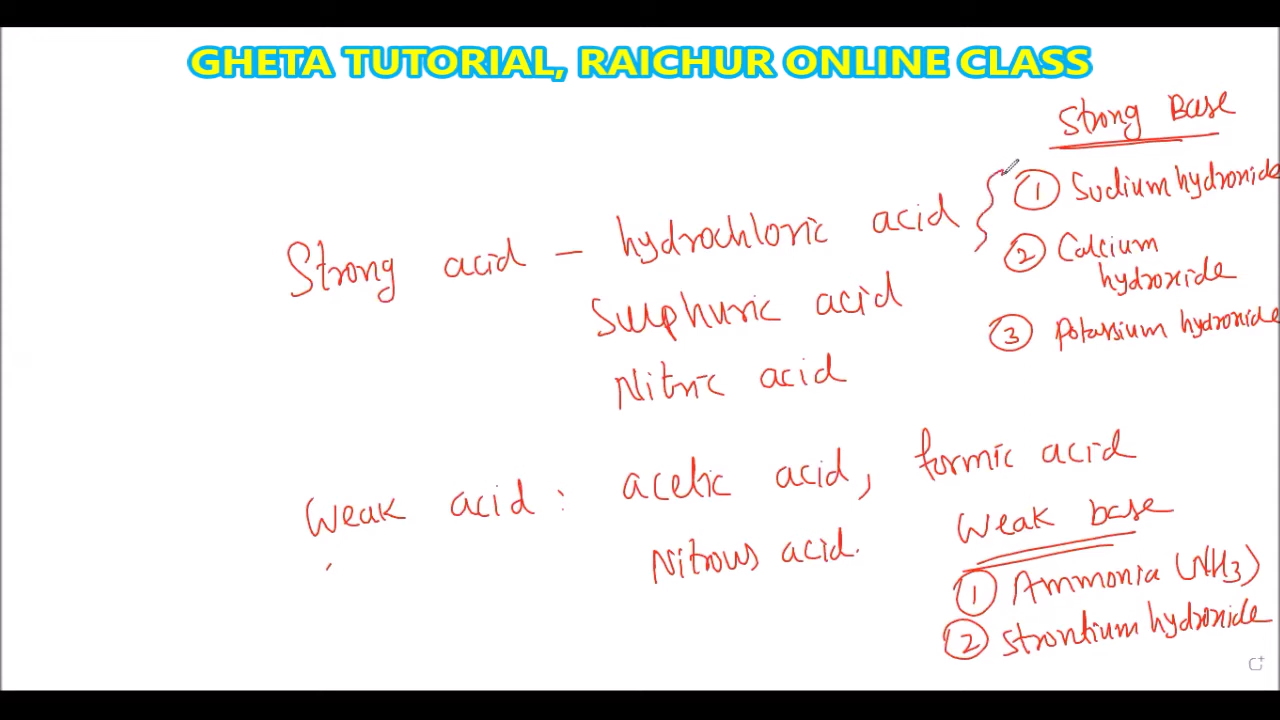 GHETA TUTORIAL, RAICHUR ONLINE CLASS
Strong acid – hydrochloric acid
Sulphuric acid
Nitric acid
Weak acid : acetic acid, formic acid
Nitrous acid.
Strong Base
① Sodium hydroxide
② Calcium
hydroxide
③ Potassium hydroxide
Weak base
① Ammonia (NH3)
② Strontium hydroxide